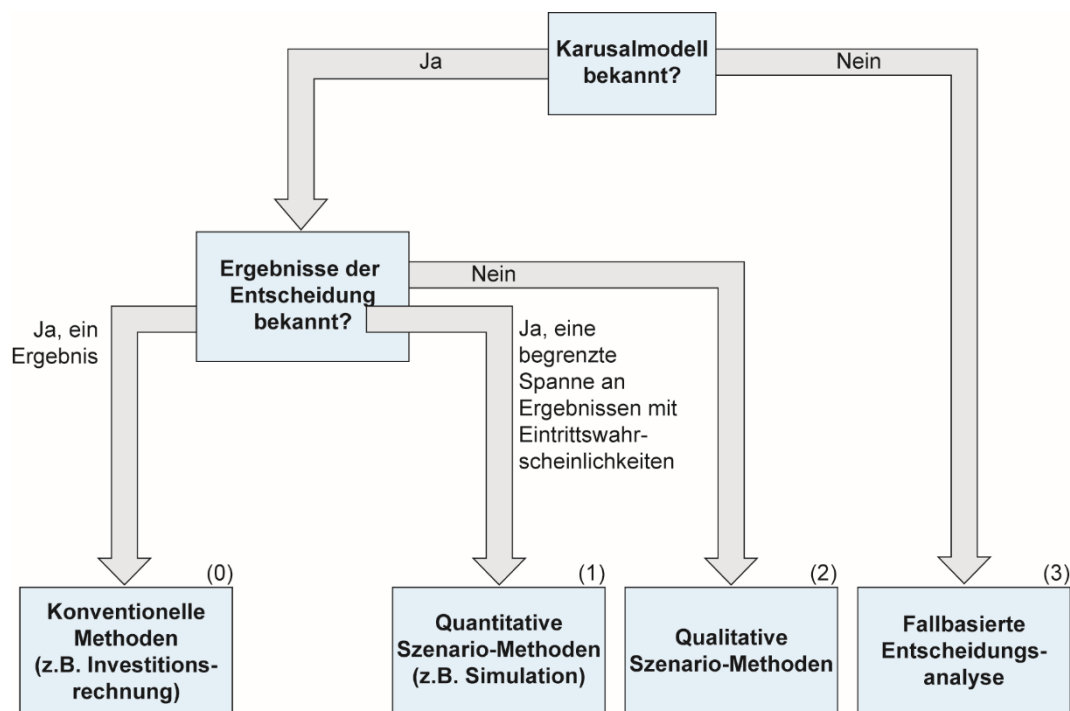 Karusalmodell
bekannt?
Ja
Nein
Ergebnisse der
Entscheidung
bekannt?
Nein
Ja, ein
Ergebnis
Ja, eine
begrenzte
Spanne an
Ergebnissen mit
Eintrittswahr-
scheinlichkeiten
(0)
Konventionelle
Methoden
(z.B. Investitions-
rechnung)
(1)
Quantitative
Szenario-Methoden
(z.B. Simulation)
(2)
Qualitative
Szenario-Methoden
(3)
Fallbasierte
Entscheidungs-
analyse